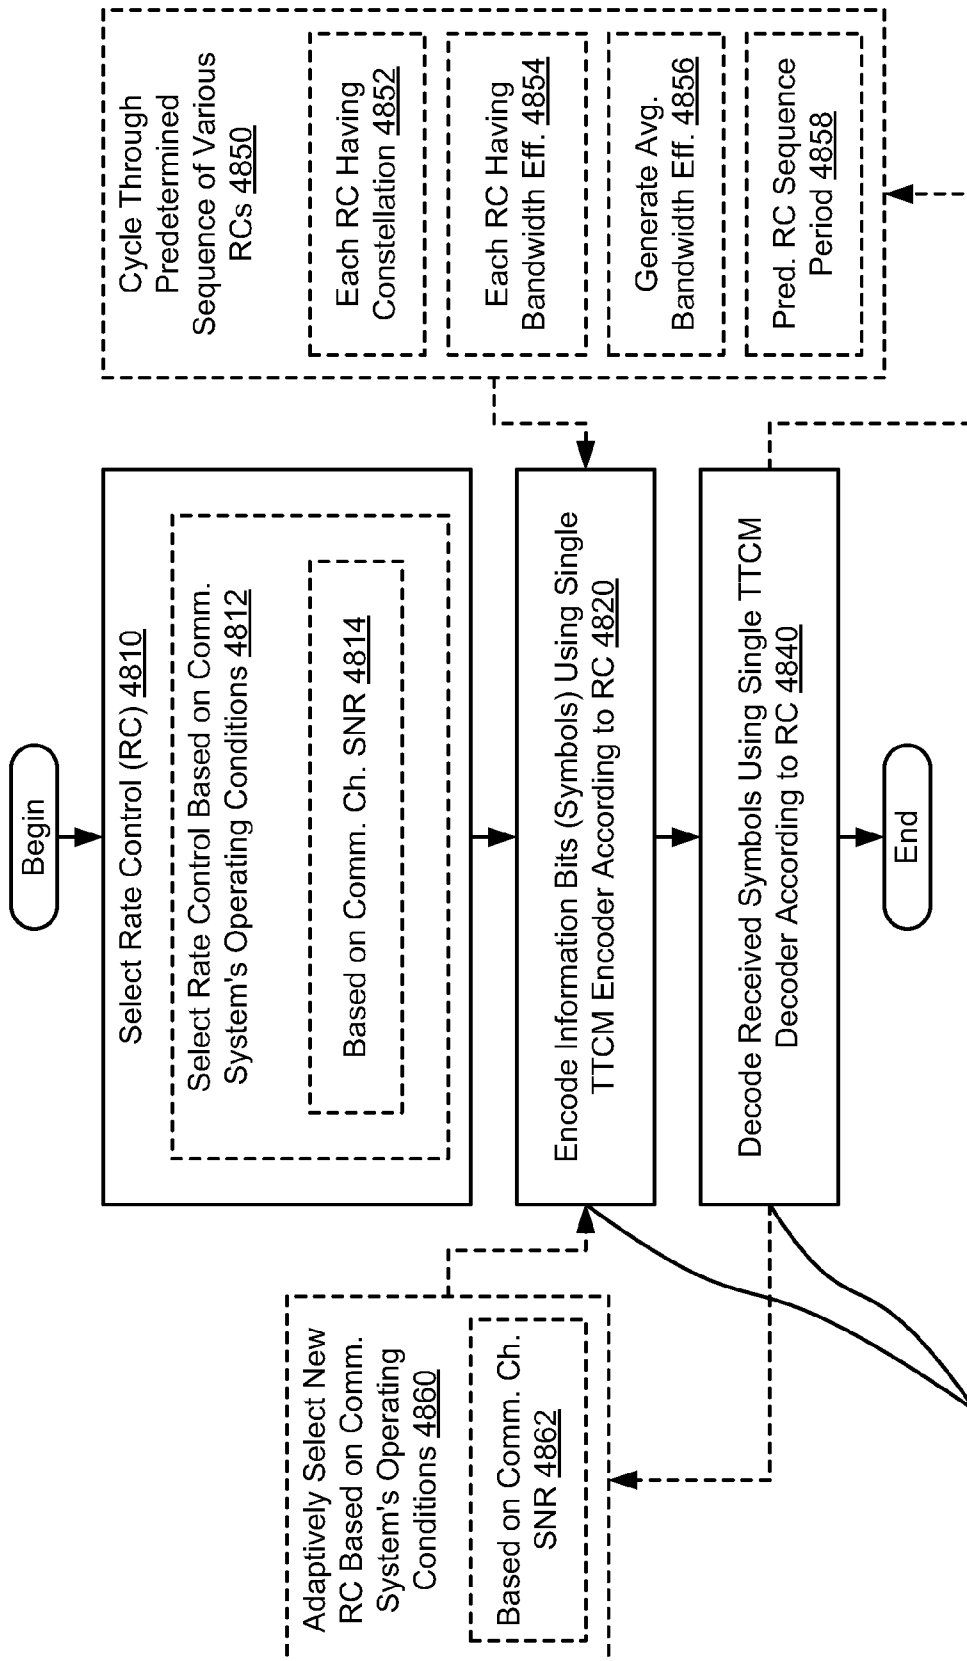 Begin
Select Rate Control (RC) 4810
Select Rate Control Based on Comm.
System's Operating Conditions 4812
Based on Comm. Ch. SNR 4814
Encode Information Bits (Symbols) Using Single
TTCM Encoder According to RC 4820
Decode Received Symbols Using Single TTCM
Decoder According to RC 4840
End
Cycle Through
Predetermined
Sequence of Various
RCs 4850
Each RC Having
Constellation 4852
Each RC Having
Bandwidth Eff. 4854
Generate Avg.
Bandwidth Eff. 4856
Pred. RC Sequence
Period 4858
Adaptively Select New
RC Based on Comm.
System's Operating
Conditions 4860
Based on Comm. Ch.
SNR 4862